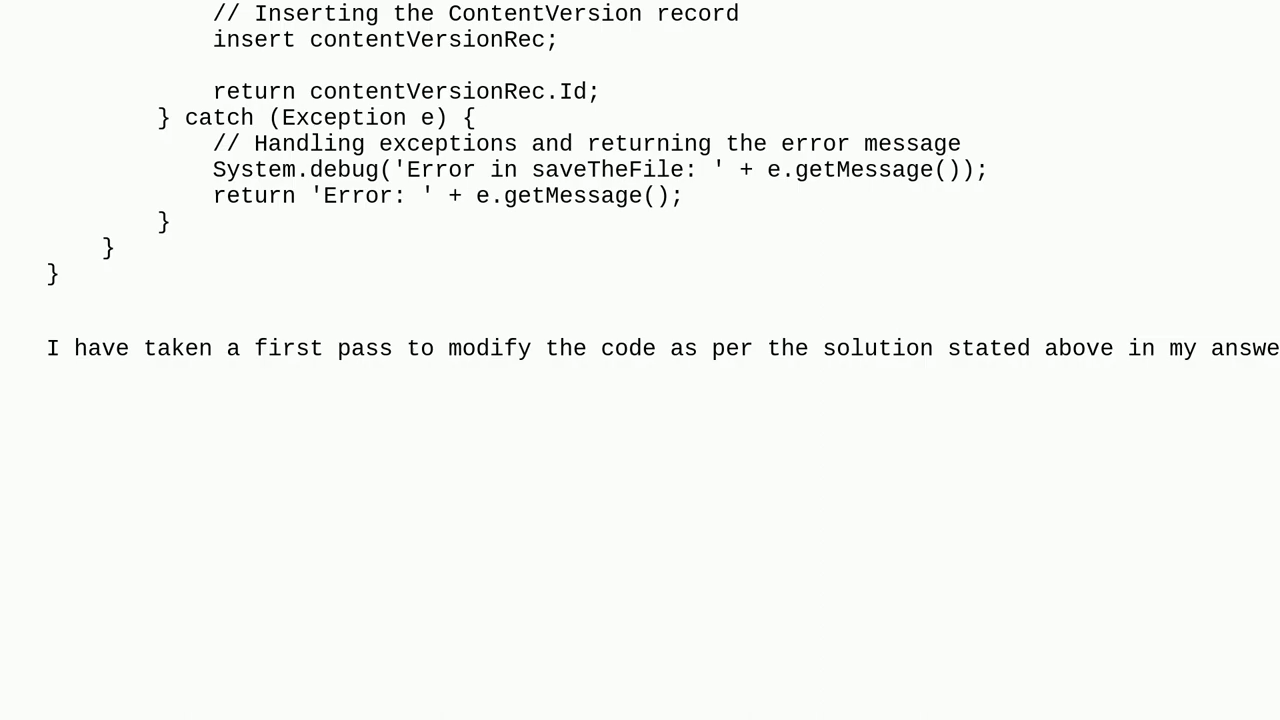 // Inserting the ContentVersion record
insert contentVersionRec;
return contentVersionRec.Id;
} catch (Exception e) {
// Handling exceptions and returning the error message
System.debug('Error in saveTheFile: ' + e.getMessage());
return 'Error: ' + e.getMessage();
}
}
}
I have taken a first pass to modify the code as per the solution stated above in my answe